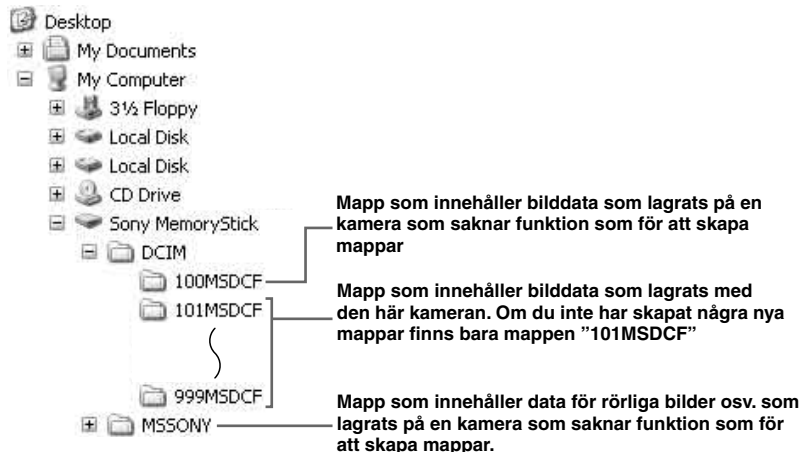 Desktop
My Documents
My Computer
3½ Floppy
Local Disk
Local Disk
CD Drive
Sony MemoryStick
DCIM
100MSDCF
101MSDCF
999MSDCF
MSSONY
Mapp som innehåller bilddata som lagrats på en
kamera som saknar funktion som för att skapa
mappar
Mapp som innehåller bilddata som lagrats med
den här kameran. Om du inte har skapat några nya
mappar finns bara mappen ”101MSDCF”
Mapp som innehåller data för rörliga bilder osv. som
lagrats på en kamera som saknar funktion som för
att skapa mappar.